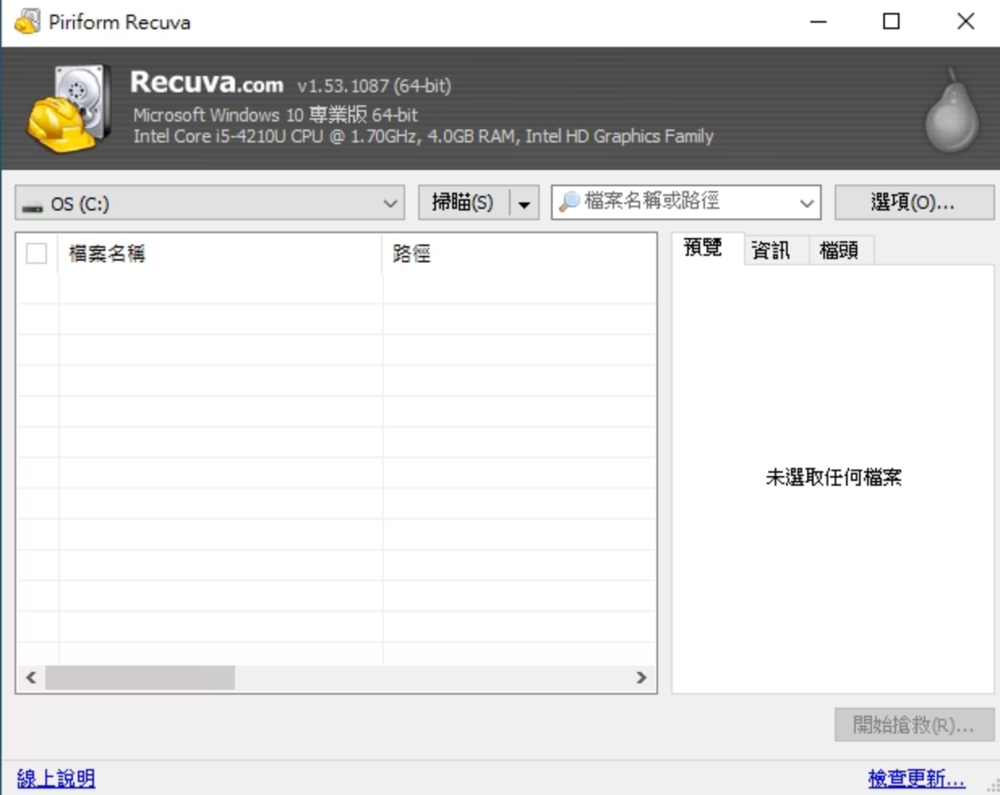 Piriform Recuva
Recuva.com v1.53.1087 (64-bit)
Microsoft Windows 10 專業版 64-bit
Intel Core i5-4210U CPU @ 1.70GHz, 4.0GB RAM, Intel HD Graphics Family
OS (C:) 掃瞄(S) 檔案名稱或路徑 選項(O)...
檔案名稱 路徑 預覽 資訊 檔頭
未選取任何檔案
開始搶救(R)...
線上說明 檢查更新...